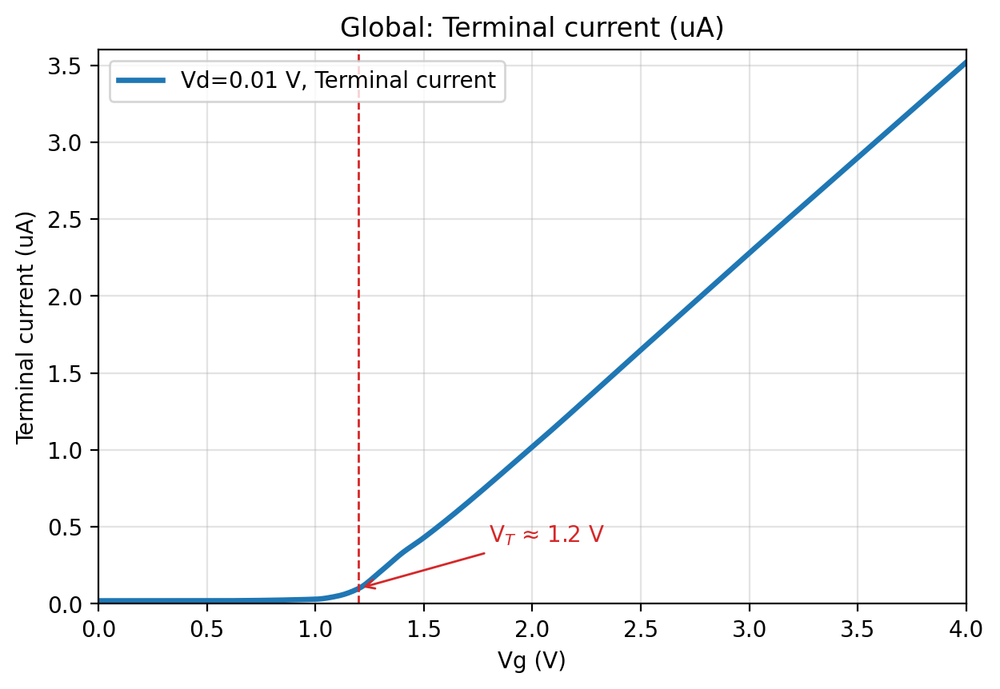 Global: Terminal current (uA)
Vd=0.01 V, Terminal current
Terminal current (uA)
3.5
3.0
2.5
2.0
1.5
1.0
0.5
0.0
V_T ≈ 1.2 V
0.0 0.5 1.0 1.5 2.0 2.5 3.0 3.5 4.0
Vg (V)